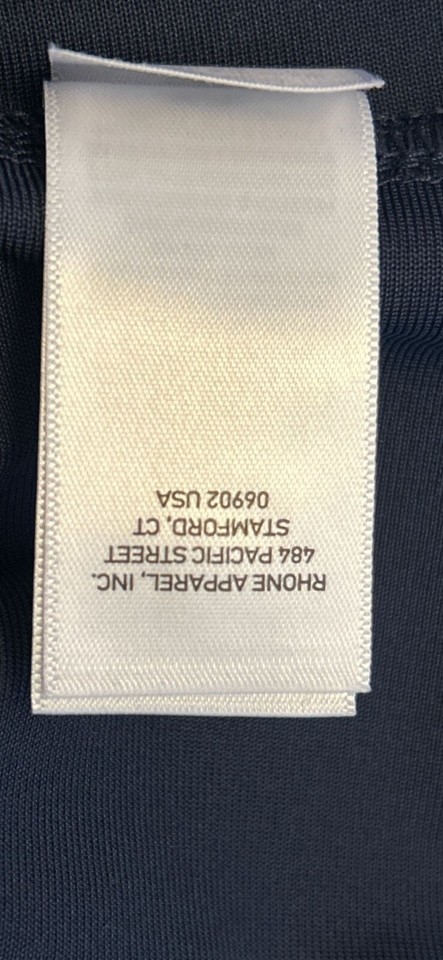 RHONE APPAREL, INC.
484 PACIFIC STREET
STAMFORD, CT
06902 USA